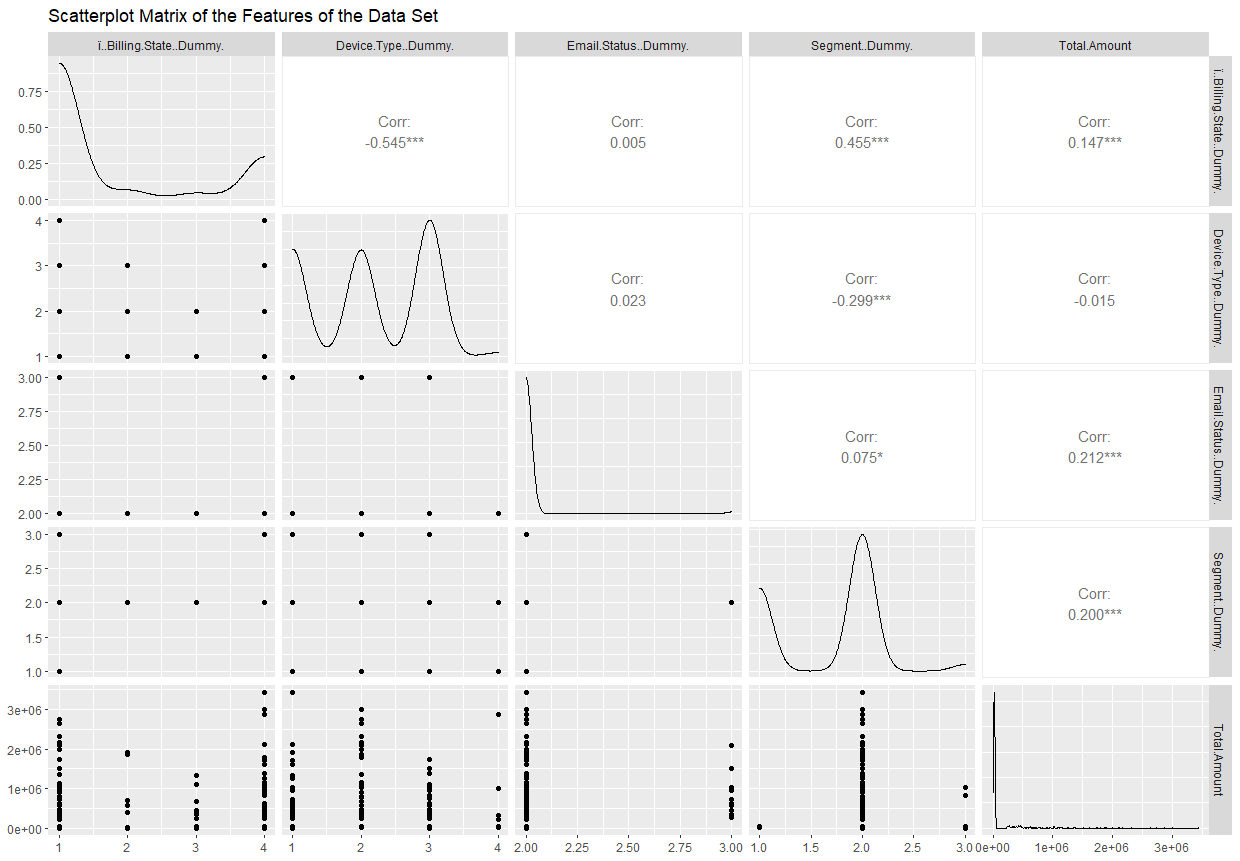 Scatterplot Matrix of the Features of the Data Set
ï..Billing.State..Dummy.
Device.Type..Dummy.
Email.Status..Dummy.
Segment..Dummy.
Total.Amount
0.75
0.50
0.25
0.00
Corr:
-0.545***
Corr:
0.005
Corr:
0.455***
Corr:
0.147***
ï..Billing.State..Dummy.
4
3
2
1
Corr:
0.023
Corr:
-0.299***
Corr:
-0.015
Device.Type..Dummy.
3.00
2.75
2.50
2.25
2.00
Corr:
0.075*
Corr:
0.212***
Email.Status..Dummy.
3.0
2.5
2.0
1.5
1.0
Corr:
0.200***
Segment..Dummy.
3e+06
2e+06
1e+06
0e+00
Total.Amount
1 2 3 4
1 2 3 4
2.00 2.25 2.50 2.75 3.00
1.0 1.5 2.0 2.5 3.0
0e+00 1e+06 2e+06 3e+06